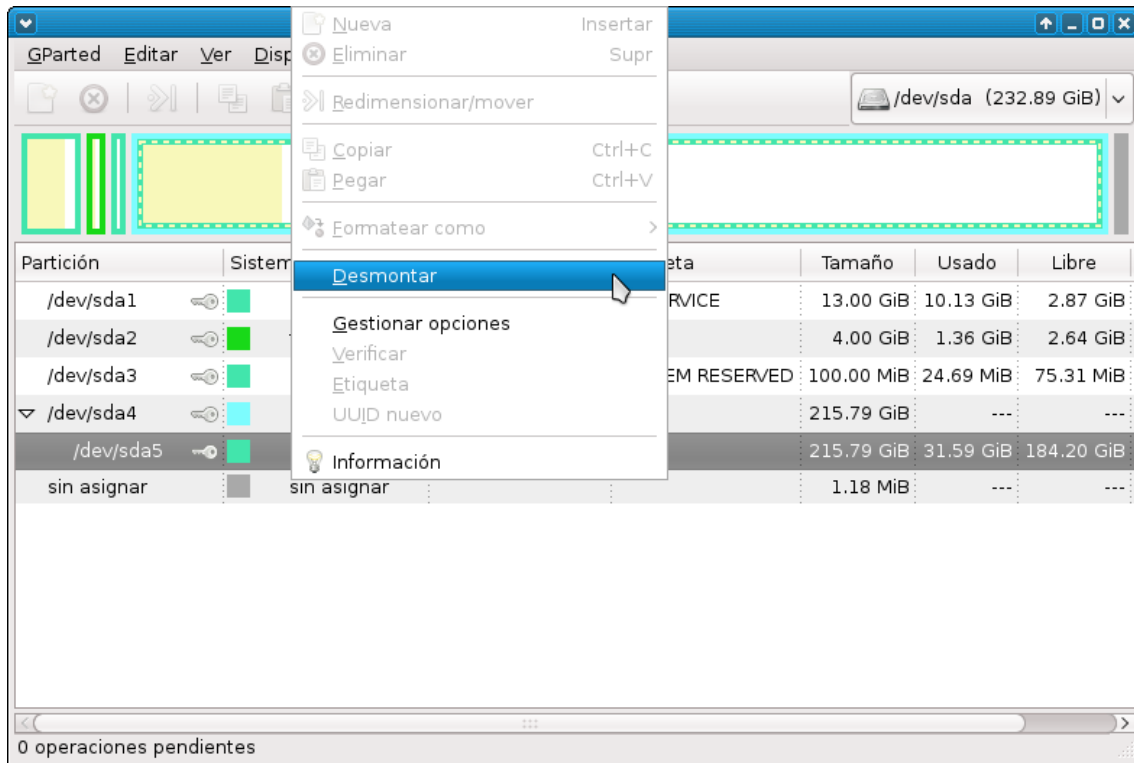 Nueva Insertar
GParted Editar Ver Disp
Eliminar Supr
Redimensionar/mover
/dev/sda (232.89 GiB)
Copiar Ctrl+C
Pegar Ctrl+V
Formatear como
Partición Sistem eta Tamaño Usado Libre
Desmontar
/dev/sda1 RVICE 13.00 GiB 10.13 GiB 2.87 GiB
Gestionar opciones
/dev/sda2 4.00 GiB 1.36 GiB 2.64 GiB
Verificar
/dev/sda3 EM RESERVED 100.00 MiB 24.69 MiB 75.31 MiB
Etiqueta
/dev/sda4 215.79 GiB --- ---
UUID nuevo
/dev/sda5 215.79 GiB 31.59 GiB 184.20 GiB
Información
sin asignar sin asignar 1.18 MiB --- ---
0 operaciones pendientes